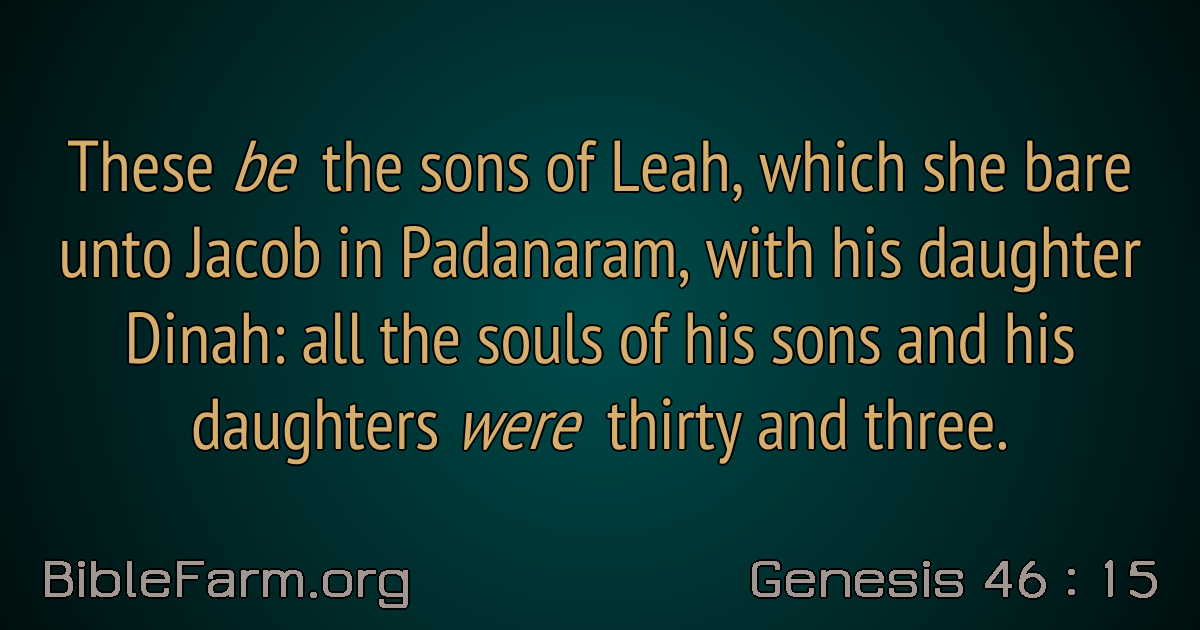 These be the sons of Leah, which she bare
unto Jacob in Padanaram, with his daughter
Dinah: all the souls of his sons and his
daughters were thirty and three.
BibleFarm.org
Genesis 46 : 15